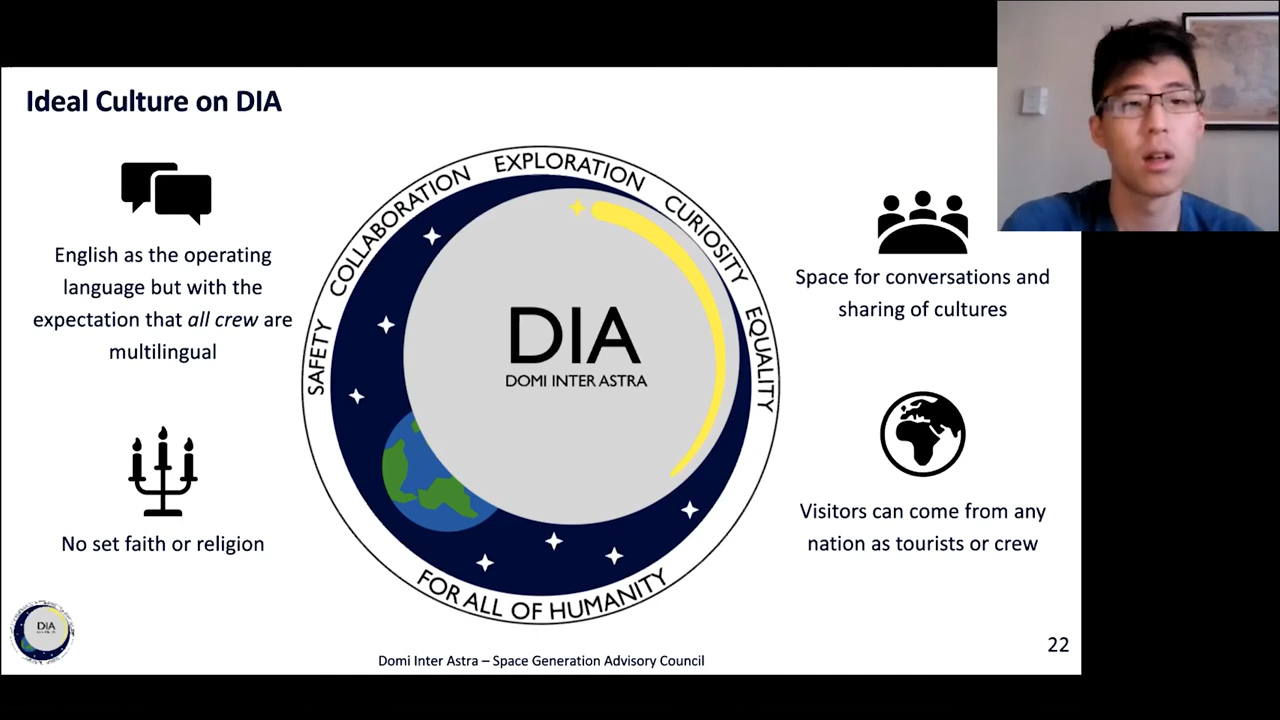 Ideal Culture on DIA
English as the operating
language but with the
expectation that all crew are
multilingual
No set faith or religion
SAFETY COLLABORATION EXPLORATION CURIOSITY EQUALITY
DIA
DOMI INTER ASTRA
FOR ALL OF HUMANITY
Space for conversations and
sharing of cultures
Visitors can come from any
nation as tourists or crew
DIA
Domi Inter Astra – Space Generation Advisory Council
22